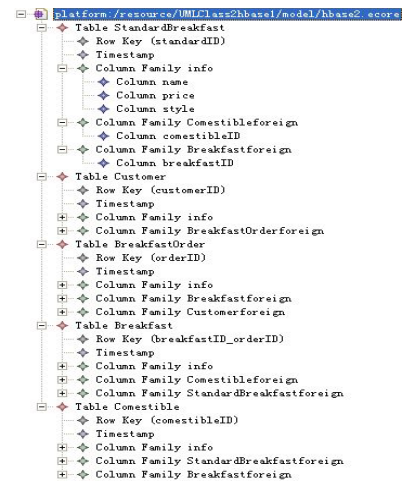 platform:/resource/UMLClass2hbase1/model/hbase2.ecore
Table StandardBreakfast
Row Key (standardID)
Timestamp
Column Family info
Column name
Column price
Column style
Column Family Comestibleforeign
Column comestibleID
Column Family Breakfastforeign
Column breakfastID
Table Customer
Row Key (customerID)
Timestamp
Column Family info
Column Family BreakfastOrderforeign
Table BreakfastOrder
Row Key (orderID)
Timestamp
Column Family info
Column Family Breakfastforeign
Column Family Customerforeign
Table Breakfast
Row Key (breakfastID_orderID)
Timestamp
Column Family info
Column Family Comestibleforeign
Column Family StandardBreakfastforeign
Table Comestible
Row Key (comestibleID)
Timestamp
Column Family info
Column Family StandardBreakfastforeign
Column Family Breakfastforeign